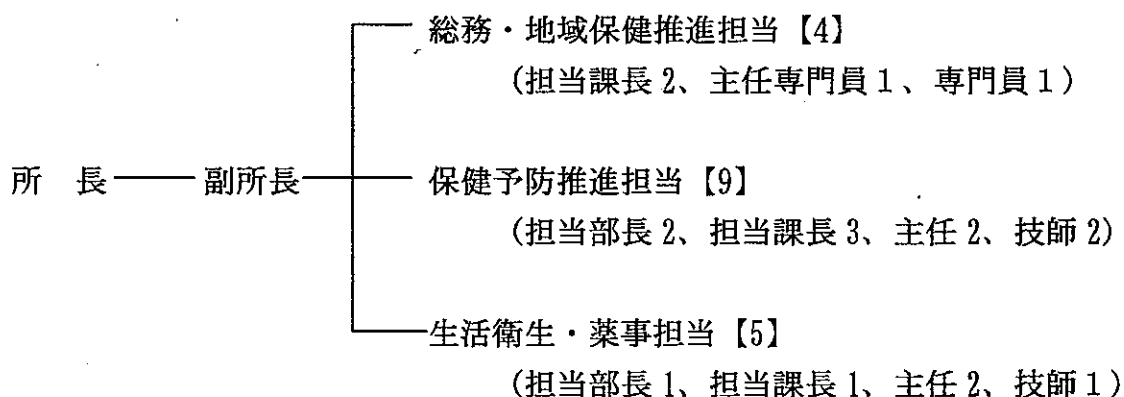 総務・地域保健推進担当【4】
(担当課長2、主任専門員1、専門員1)
所 長 副所長 保健予防推進担当【9】
(担当部長2、担当課長3、主任2、技師2)
生活衛生・薬事担当【5】
(担当部長1、担当課長1、主任2、技師1)